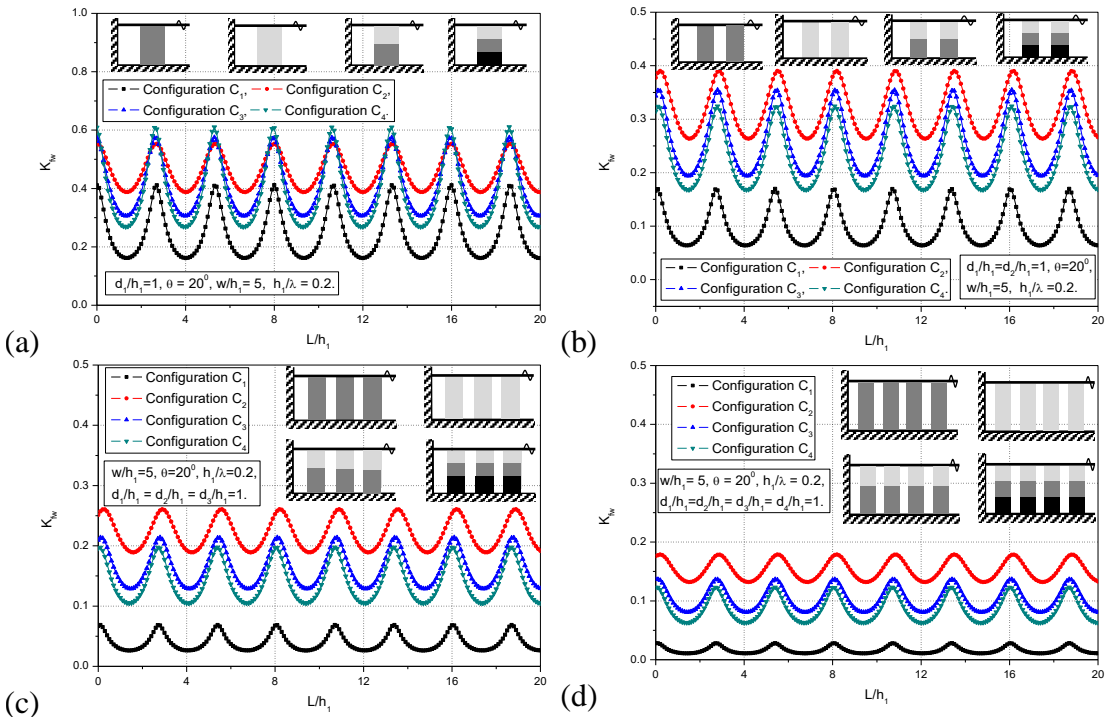 (a)
K_fw
1.0
0.8
0.6
0.4
0.2
0.0
Configuration C₁, Configuration C₂,
Configuration C₃, Configuration C₄.
d₁/h₁=1, θ = 20⁰, w/h₁= 5, h₁/λ = 0.2.
0 4 8 12 16 20
L/h₁
(b)
K_fw
0.5
0.4
0.3
0.2
0.1
0.0
Configuration C₁, Configuration C₂,
Configuration C₃, Configuration C₄.
d₁/h₁=d₂/h₁=1, θ=20⁰,
w/h₁=5, h₁/λ =0.2.
0 4 8 12 16 20
L/h₁
(c)
K_fw
0.5
0.4
0.3
0.2
0.1
0.0
Configuration C₁
Configuration C₂
Configuration C₃
Configuration C₄
w/h₁=5, θ=20⁰, h₁/λ=0.2,
d₁/h₁ = d₂/h₁ = d₃/h₁=1.
0 4 8 12 16 20
L/h₁
(d)
K_fw
0.5
0.4
0.3
0.2
0.1
0.0
Configuration C₁
Configuration C₂
Configuration C₃
Configuration C₄
w/h₁= 5, θ = 20⁰, h₁/λ = 0.2,
d₁/h₁=d₂/h₁= d₃/h₁= d₄/h₁=1.
0 4 8 12 16 20
L/h₁